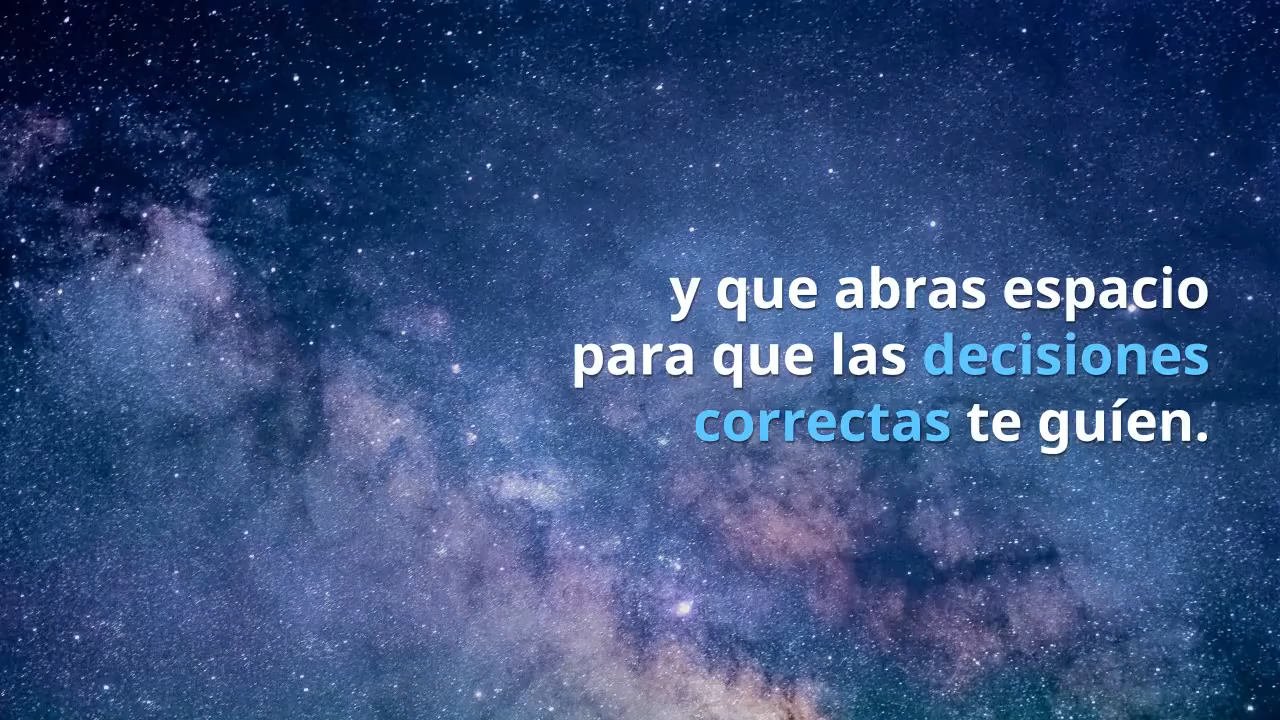 y que abras espacio
para que las decisiones
correctas te guíen.